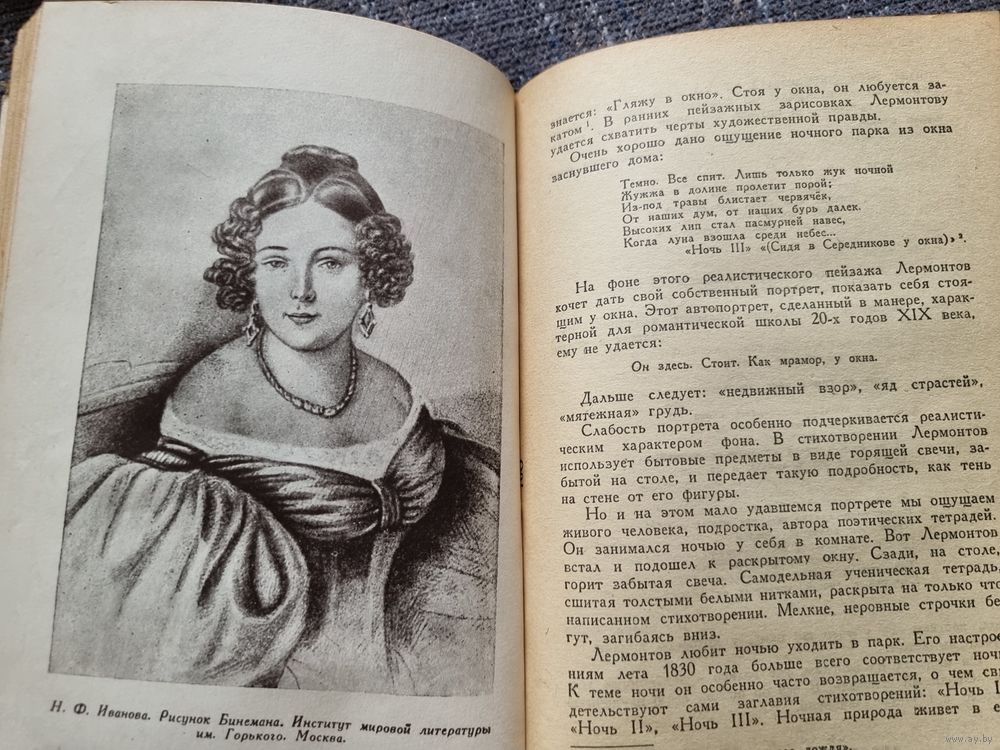 Н. Ф. Иванова. Рисунок Бинемана. Институт мировой литературы
им. Горького. Москва.
знается: «Гляжу в окно». Стоя у окна, он любуется за-
катом ¹. В ранних пейзажных зарисовках Лермонтову
удается схватить черты художественной правды.
Очень хорошо дано ощущение ночного парка из окна
заснувшего дома:
Темно. Все спит. Лишь только жук ночной
Жужжа в долине пролетит порой;
Из-под травы блистает червячёк,
От наших дум, от наших бурь далек.
Высоких лип стал пасмурней навес,
Когда луна взошла среди небес...
«Ночь III» «(Сидя в Середникове у окна)» ².
На фоне этого реалистического пейзажа Лермонтов
хочет дать свой собственный портрет, показать себя стоя-
щим у окна. Этот автопортрет, сделанный в манере, харак-
терной для романтической школы 20-х годов XIX века,
ему не удается:
Он здесь. Стоит. Как мрамор, у окна.
Дальше следует: «недвижный взор», «яд страстей»,
«мятежная» грудь.
Слабость портрета особенно подчеркивается реалисти-
ческим характером фона. В стихотворении Лермонтов
использует бытовые предметы в виде горящей свечи, за-
бытой на столе, и передает такую подробность, как тень
на стене от его фигуры.
Но и на этом мало удавшемся портрете мы ощущаем
живого человека, подростка, автора поэтических тетрадей.
Он занимался ночью у себя в комнате. Вот Лермонтов
встал и подошел к раскрытому окну. Сзади, на столе,
горит забытая свеча. Самодельная ученическая тетрадь,
сшитая толстыми белыми нитками, раскрыта на только что
написанном стихотворении. Мелкие, неровные строчки бе-
гут, загибаясь вниз.
Лермонтов любит ночью уходить в парк. Его настрое-
ниям лета 1830 года больше всего соответствует ночь.
К теме ночи он особенно часто возвращается, о чем сви-
детельствуют сами заглавия стихотворений: «Ночь I»,
«Ночь II», «Ночь III». Ночная природа живет в е
дождя».
www.ay.by